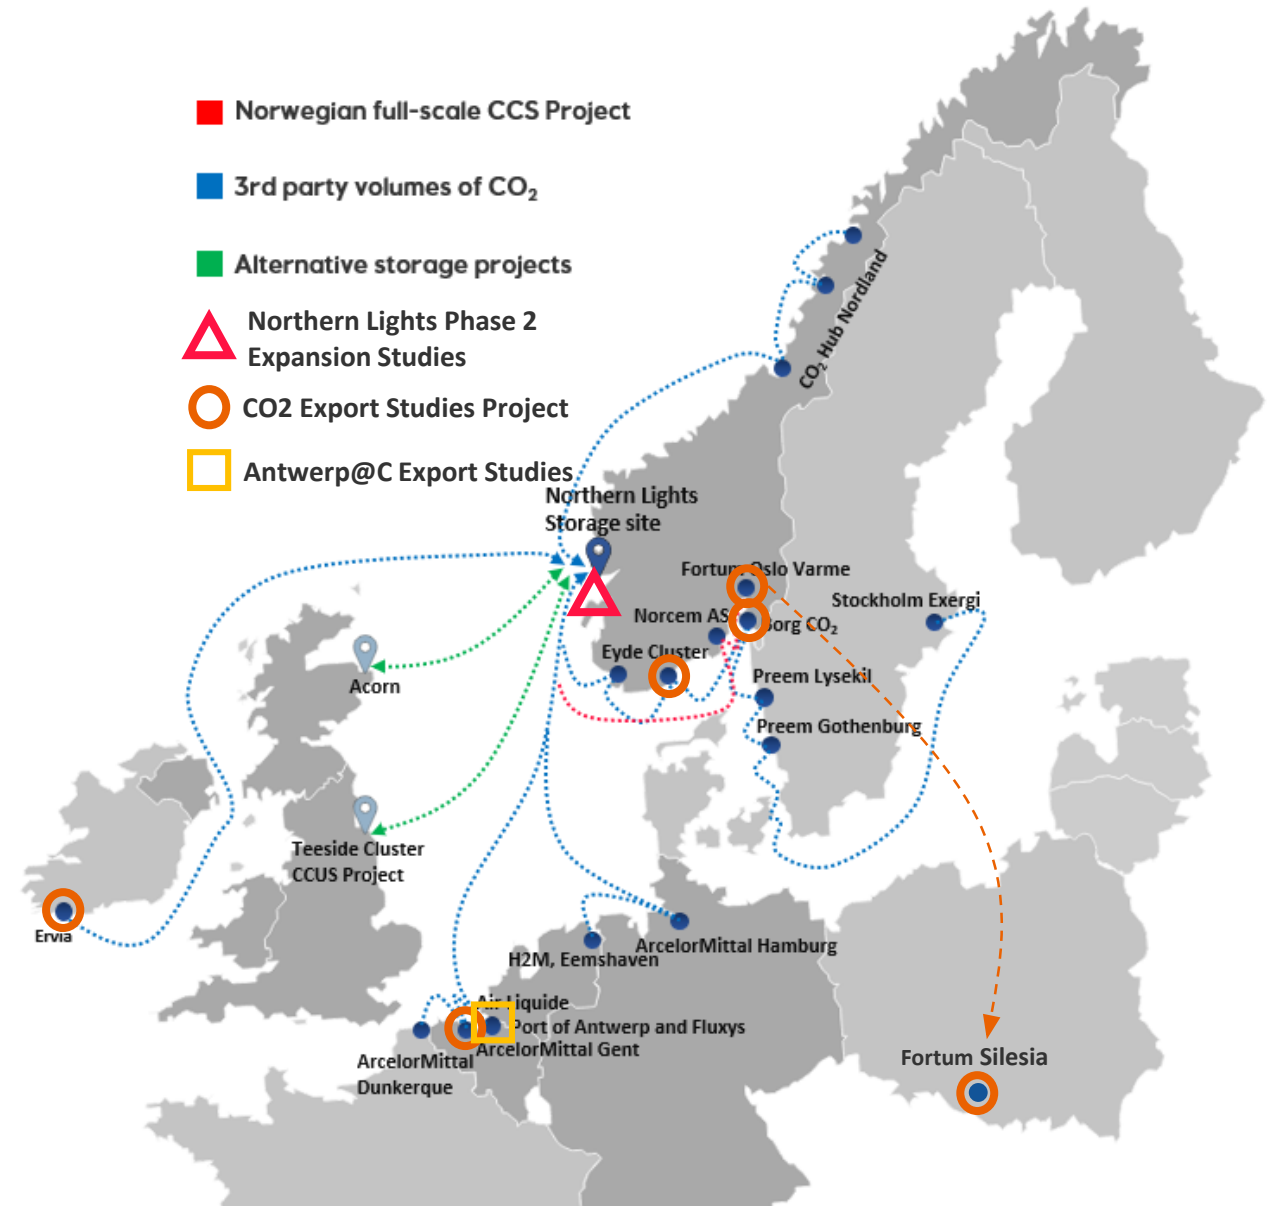 Norwegian full-scale CCS Project
3rd party volumes of CO₂
Alternative storage projects
Northern Lights Phase 2
Expansion Studies
CO2 Export Studies Project
Antwerp@C Export Studies
CO₂ Hub Nordland
Northern Lights
Storage site
Fortum Oslo Varme
Stockholm Exergi
Norcem AS
Borg CO₂
Eyde Cluster
Preem Lysekil
Acorn
Preem Gothenburg
Teeside Cluster
CCUS Project
Ervia
ArcelorMittal Hamburg
H2M, Eemshaven
Air Liquide
Port of Antwerp and Fluxys
ArcelorMittal Gent
ArcelorMittal
Dunkerque
Fortum Silesia